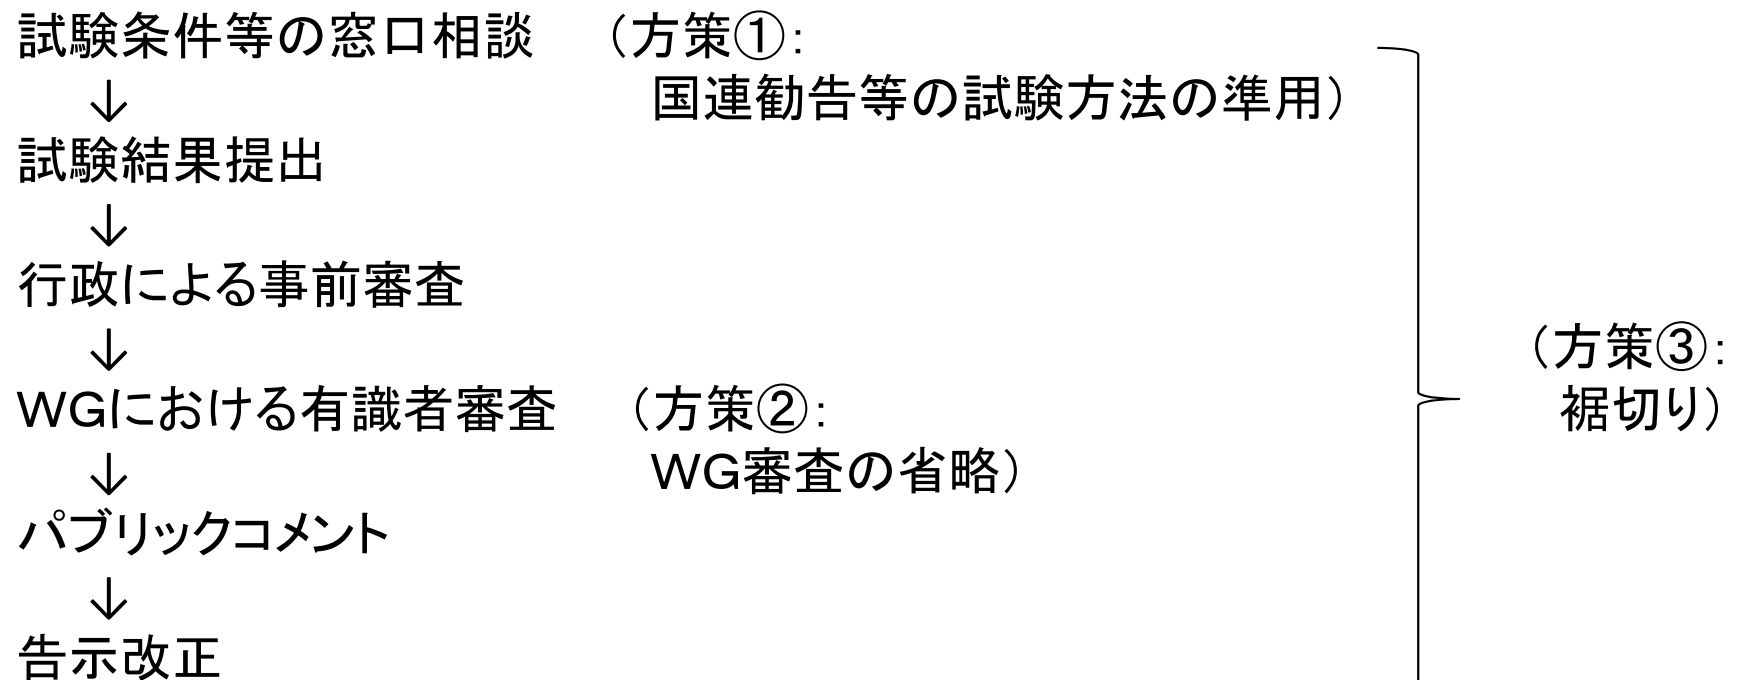 試験条件等の窓口相談　（方策①：
国連勧告等の試験方法の準用）
↓
試験結果提出
↓
行政による事前審査
↓
（方策③：
WGにおける有識者審査　（方策②：
裾切り）
↓
WG審査の省略）
パブリックコメント
↓
告示改正